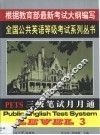 根据教育部最新考试大纲编写
全国公共英语等级考试系列丛书
PETS 三级笔试月月通
Public English Test System
LEVEL 3